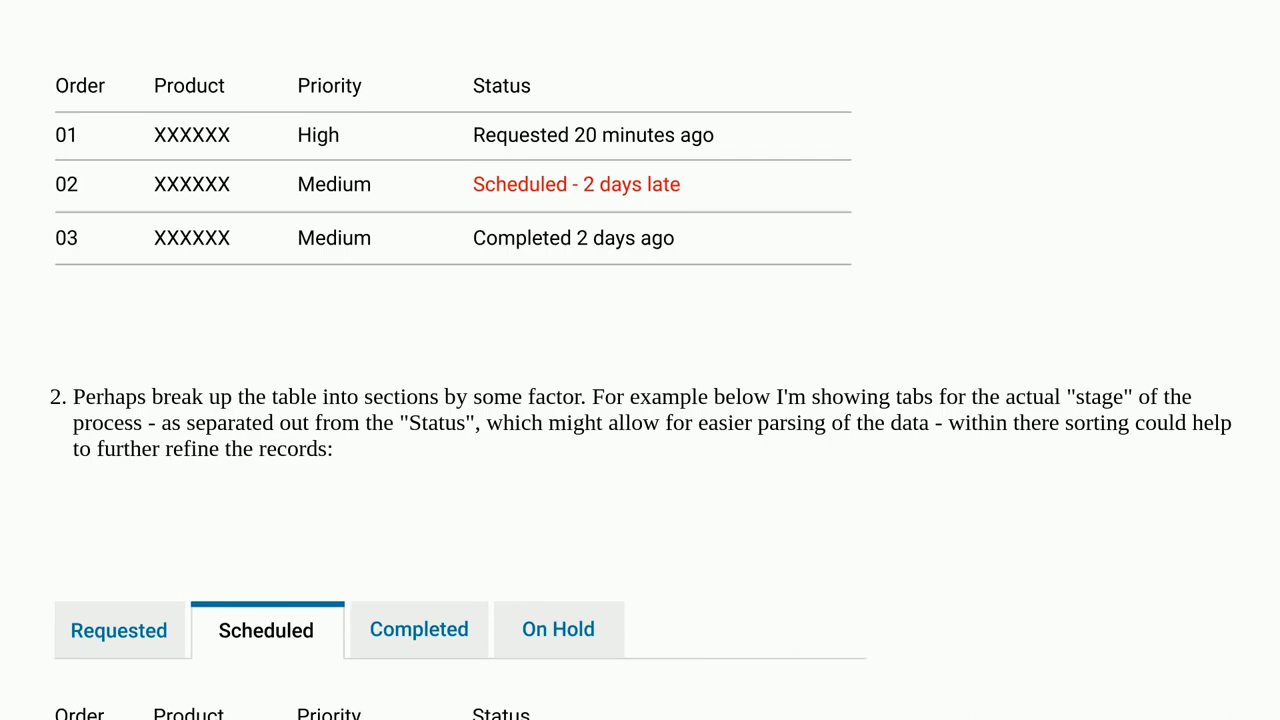 Order Product Priority Status
01 XXXXXX High Requested 20 minutes ago
02 XXXXXX Medium Scheduled - 2 days late
03 XXXXXX Medium Completed 2 days ago
2. Perhaps break up the table into sections by some factor. For example below I'm showing tabs for the actual "stage" of the
process - as separated out from the "Status", which might allow for easier parsing of the data - within there sorting could help
to further refine the records:
Requested Scheduled Completed On Hold
Order Product Priority Status